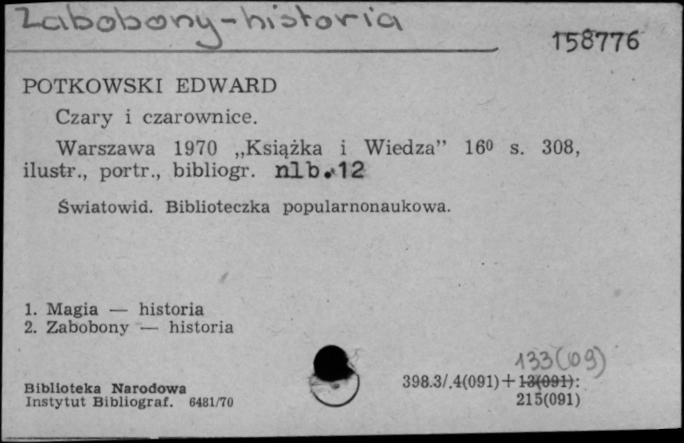 Zabobony - historia
158776
POTKOWSKI EDWARD
Czary i czarownice.
Warszawa 1970 „Książka i Wiedza” 16⁰ s. 308,
ilustr., portr., bibliogr. nlb.12
Światowid. Biblioteczka popularnonaukowa.
1. Magia — historia
2. Zabobony — historia
133(09)
398.3/.4(091)+13(091):
215(091)
Biblioteka Narodowa
Instytut Bibliograf. 6481/70